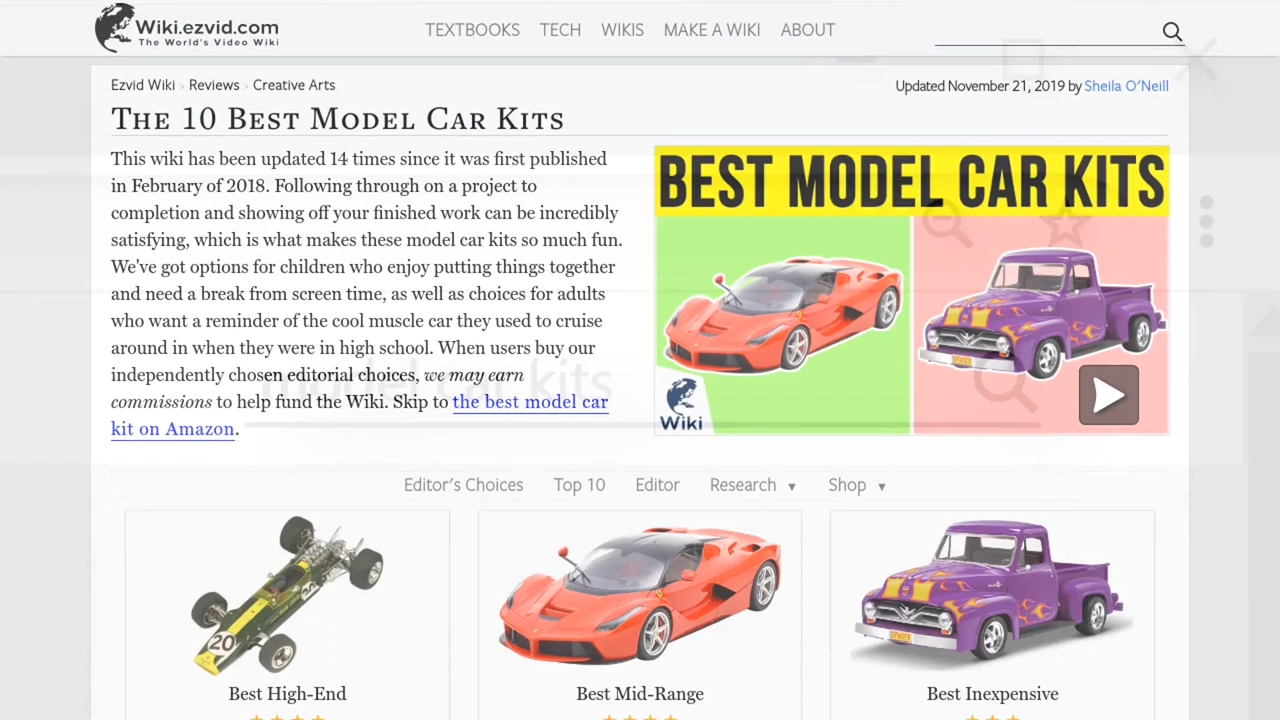 Wiki.ezvid.com
The World's Video Wiki
TEXTBOOKS TECH WIKIS MAKE A WIKI ABOUT
Ezvid Wiki › Reviews › Creative Arts
Updated November 21, 2019 by Sheila O'Neill
The 10 Best Model Car Kits
This wiki has been updated 14 times since it was first published
in February of 2018. Following through on a project to
completion and showing off your finished work can be incredibly
satisfying, which is what makes these model car kits so much fun.
We've got options for children who enjoy putting things together
and need a break from screen time, as well as choices for adults
who want a reminder of the cool muscle car they used to cruise
around in when they were in high school. When users buy our
independently chosen editorial choices, we may earn
commissions to help fund the Wiki. Skip to the best model car
kit on Amazon.
BEST MODEL CAR KITS
Wiki
model car kits
Editor's Choices Top 10 Editor Research ▼ Shop ▼
20
Best High-End
Best Mid-Range
Best Inexpensive